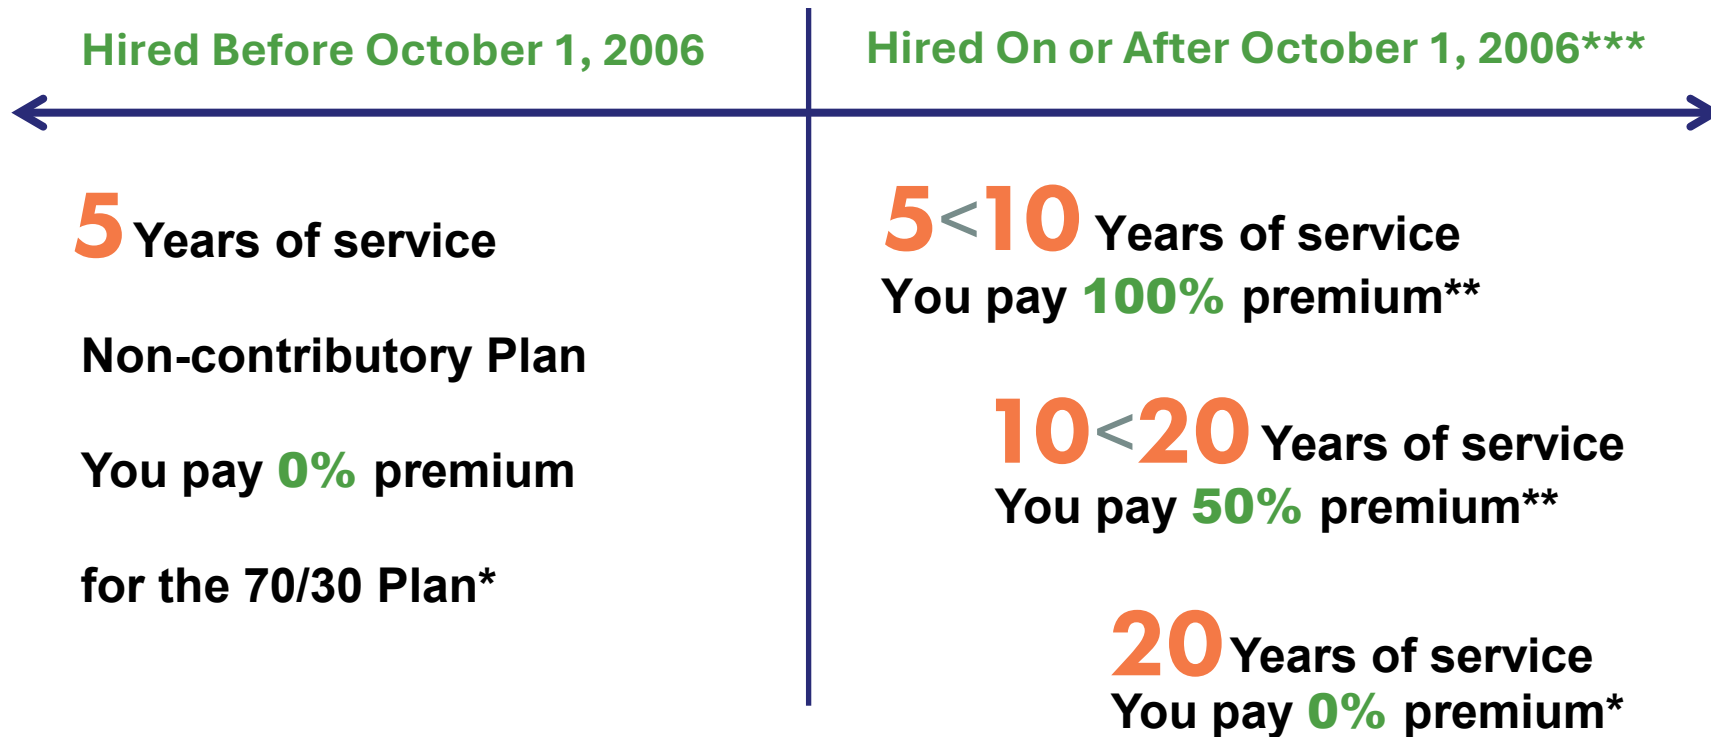 Hired Before October 1, 2006
5 Years of service
Non-contributory Plan
You pay 0% premium
for the 70/30 Plan*
Hired On or After October 1, 2006***
5<10 Years of service
You pay 100% premium**
10<20 Years of service
You pay 50% premium**
20 Years of service
You pay 0% premium*